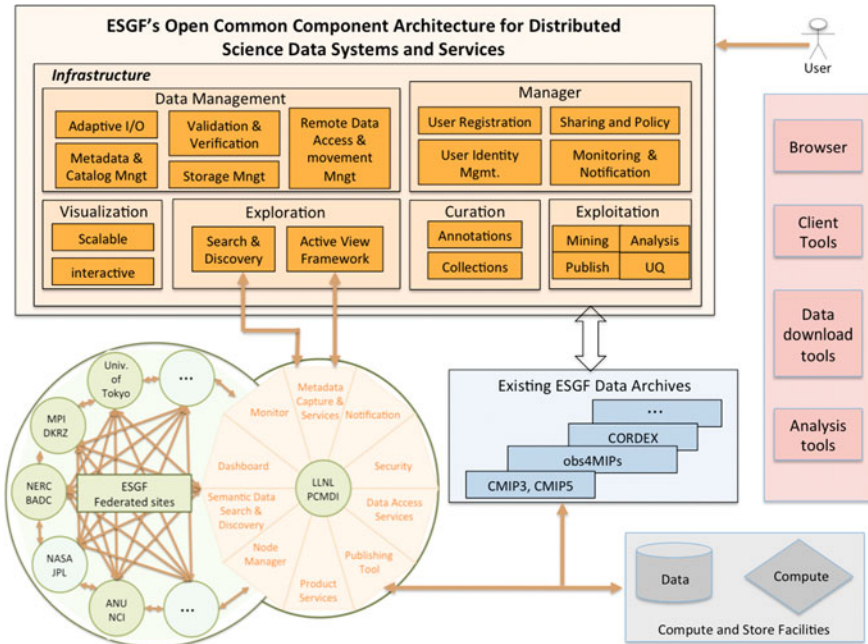 ESGF's Open Common Component Architecture for Distributed
Science Data Systems and Services
User
Infrastructure
Data Management
Adaptive I/O
Validation &
Verification
Remote Data
Access &
movement
Mngt
Metadata &
Catalog Mngt
Storage Mngt
Manager
User Registration
Sharing and Policy
User Identity
Mgmt.
Monitoring &
Notification
Visualization
Scalable
interactive
Exploration
Search &
Discovery
Active View
Framework
Curation
Annotations
Collections
Exploitation
Mining
Analysis
Publish
UQ
Browser
Client
Tools
Data
download
tools
Analysis
tools
Univ.
of
Tokyo
...
MPI
DKRZ
NERC
BADC
NASA
JPL
ANU
NCI
...
ESGF
Federated sites
Monitor
Metadata
Capture &
Services
Notification
Dashboard
Security
Semantic Data
Search &
Discovery
LLNL
PCMDI
Data Access
Services
Node
Manager
Publishing
Tool
Product
Services
Existing ESGF Data Archives
...
CORDEX
obs4MIPs
CMIP3, CMIP5
Data
Compute
Compute and Store Facilities